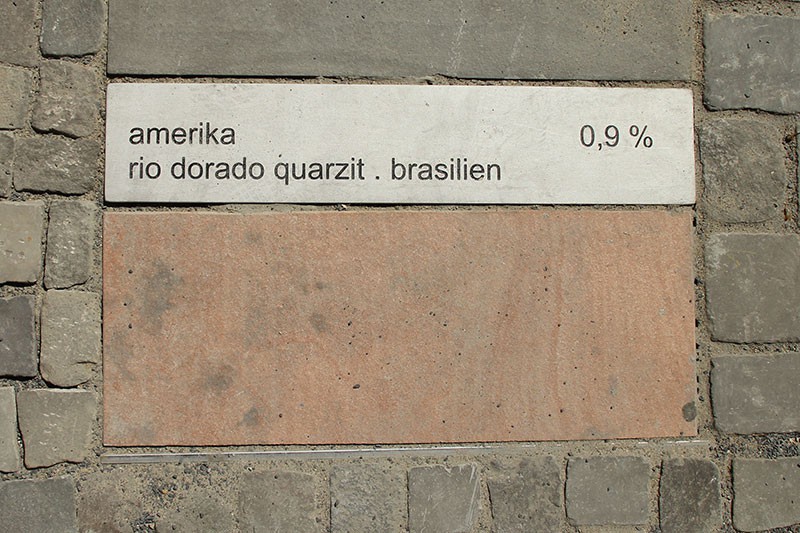 amerika 0,9 %
rio dorado quarzit . brasilien